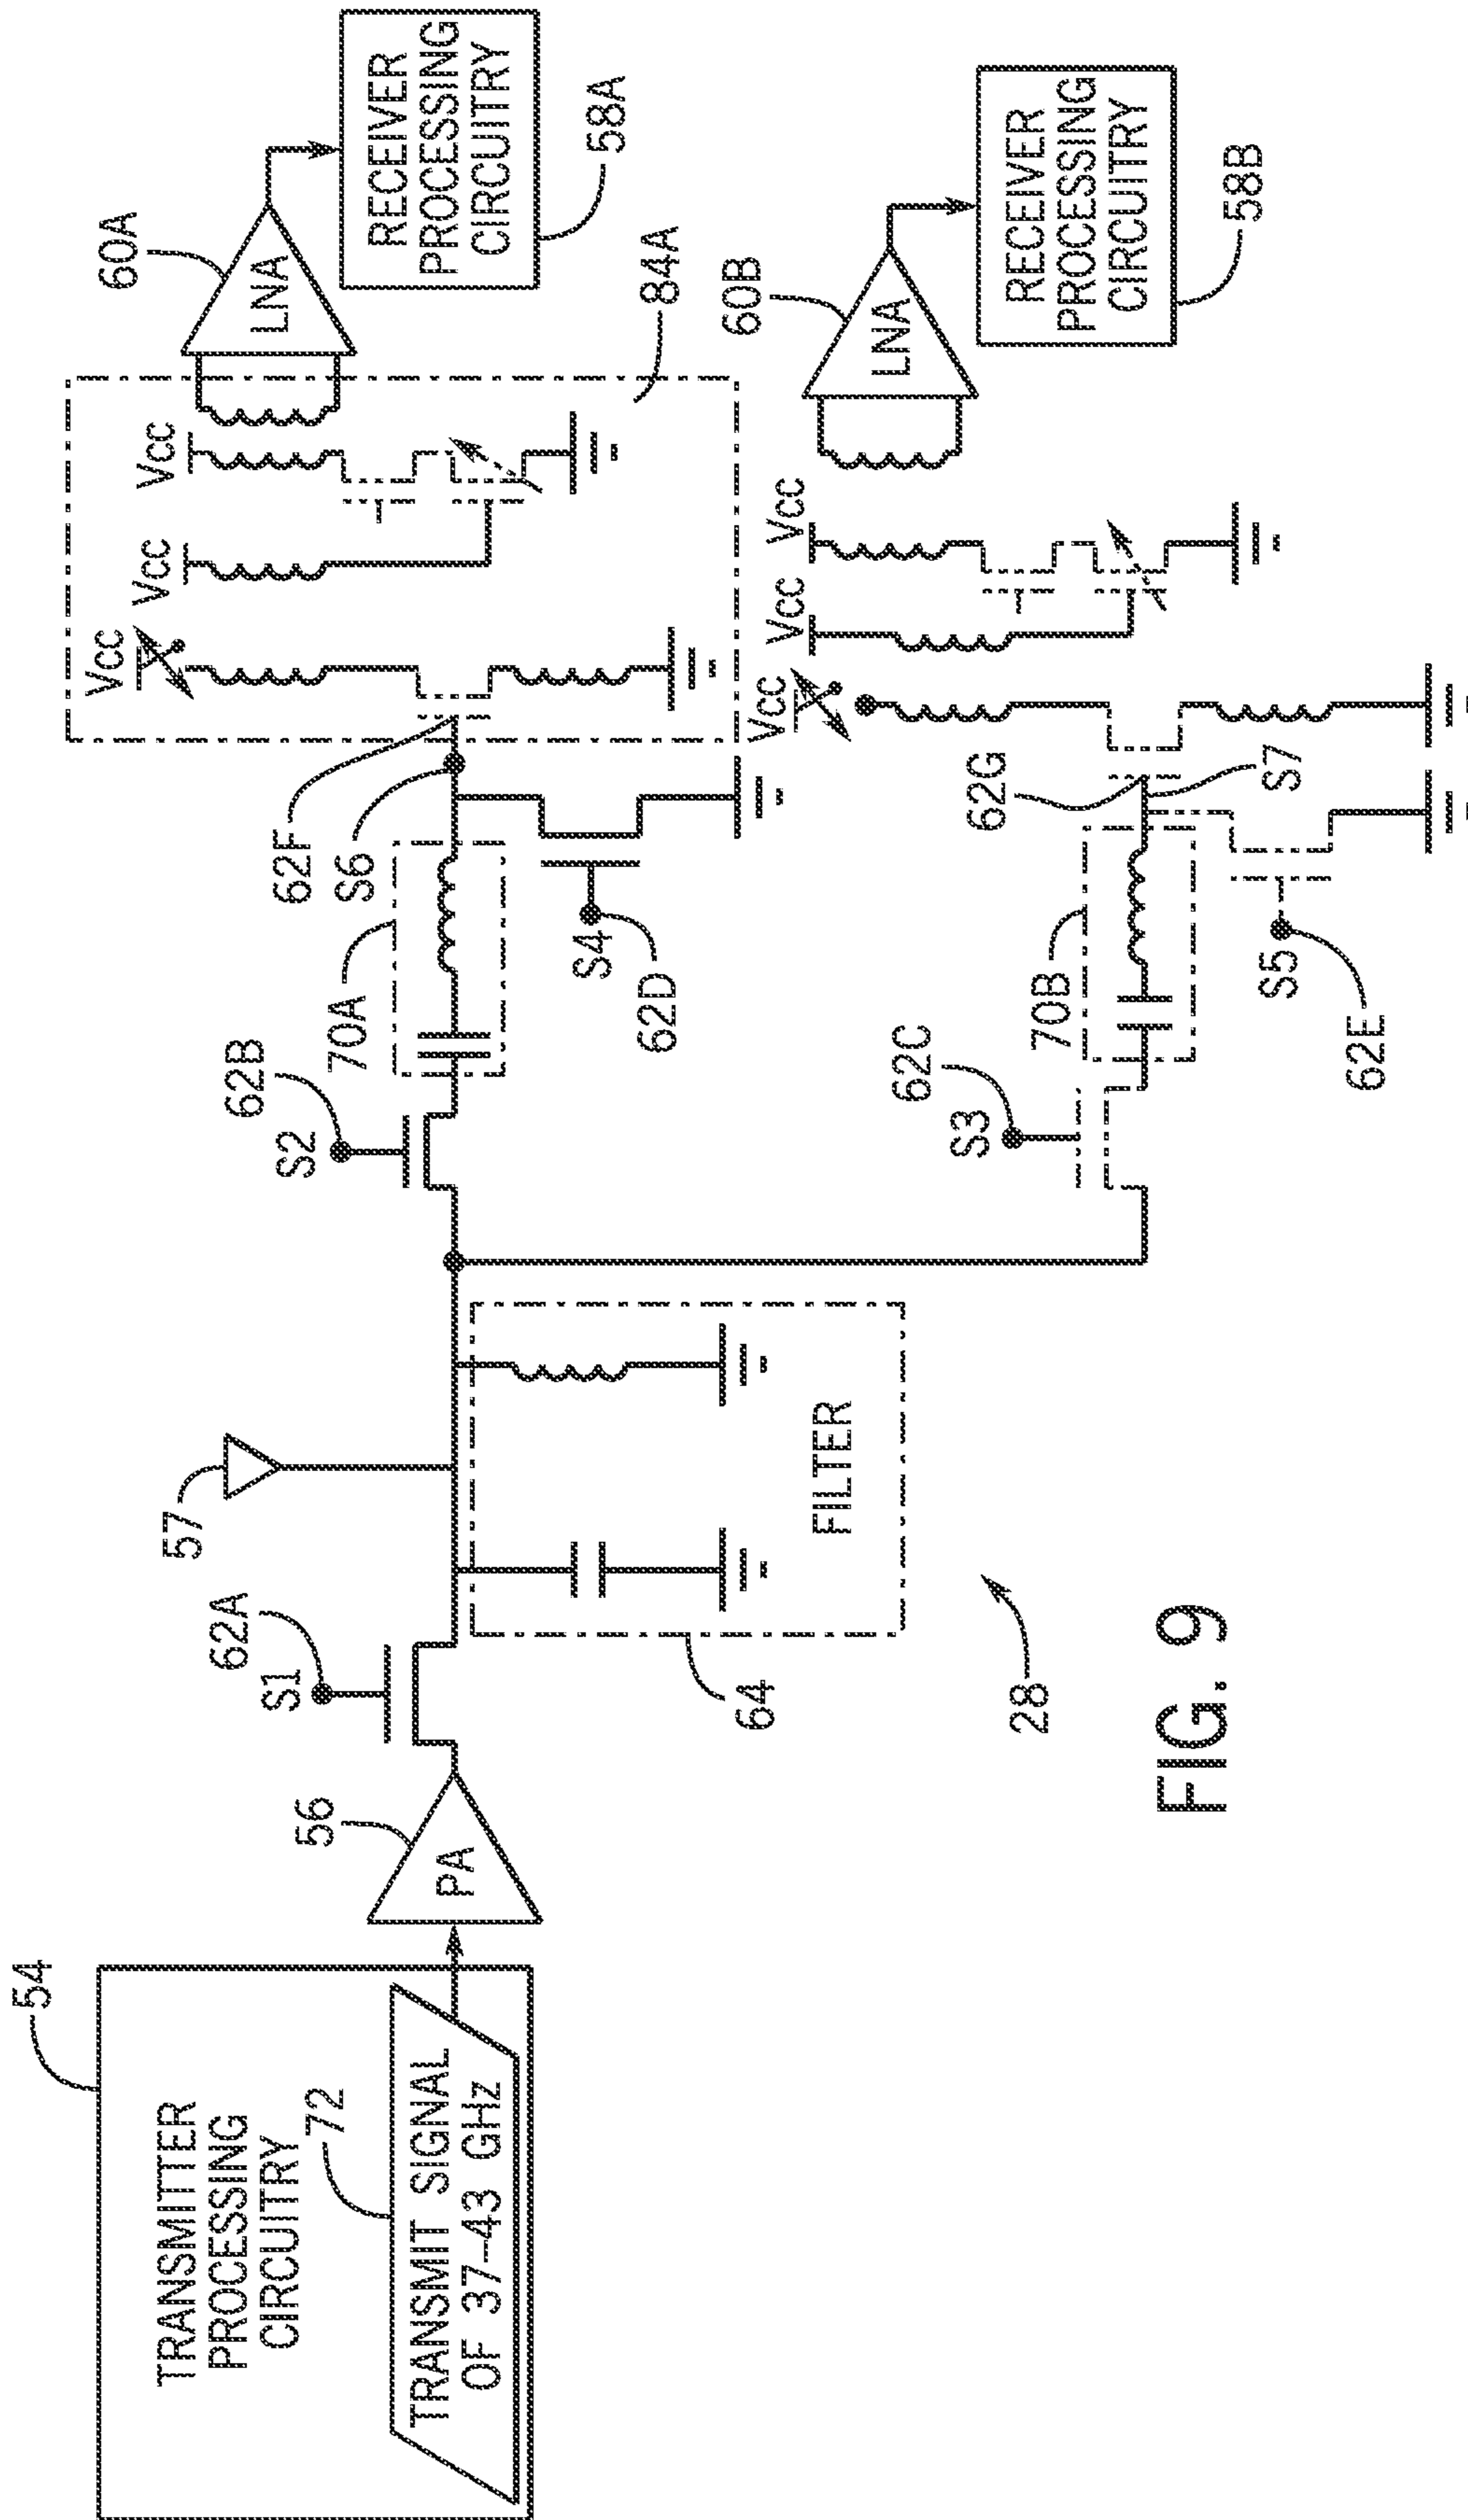 54
TRANSMITTER
PROCESSING
CIRCUITRY
72
TRANSMIT SIGNAL
OF 37-43 GHz
56
PA
62A
S1
57
64
FILTER
62B
S2
70A
62F
S6
S4
62D
Vcc
Vcc
Vcc
60A
LNA
RECEIVER
PROCESSING
CIRCUITRY
58A
84A
62C
S3
70B
62G
S7
S5
62E
Vcc
Vcc
Vcc
60B
LNA
RECEIVER
PROCESSING
CIRCUITRY
58B
28
FIG. 9